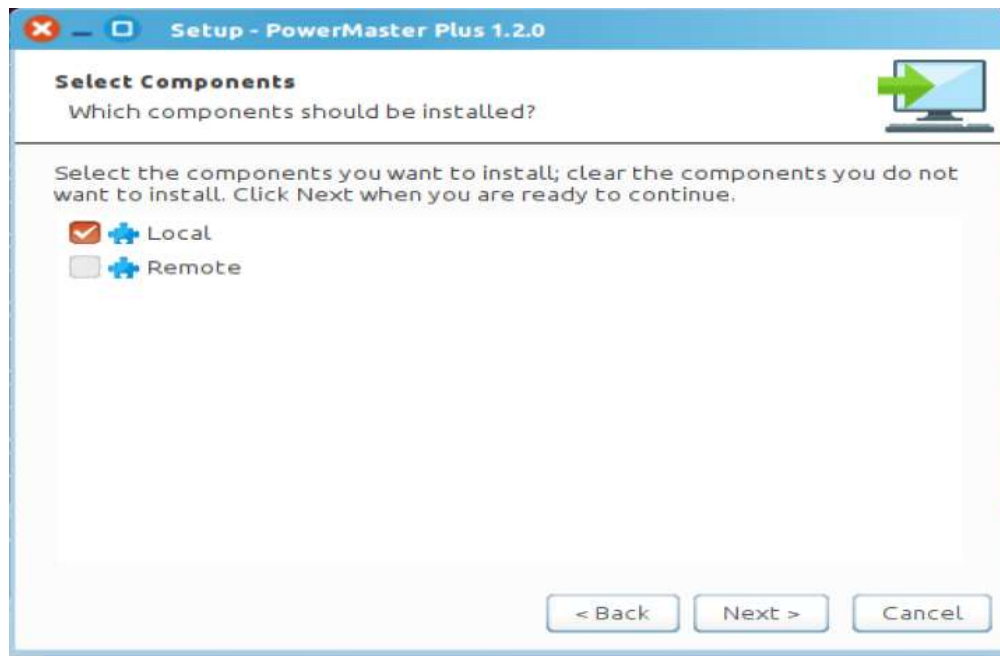 Setup - PowerMaster Plus 1.2.0
Select Components
Which components should be installed?
Select the components you want to install; clear the components you do not
want to install. Click Next when you are ready to continue.
Local
Remote
< Back Next > Cancel